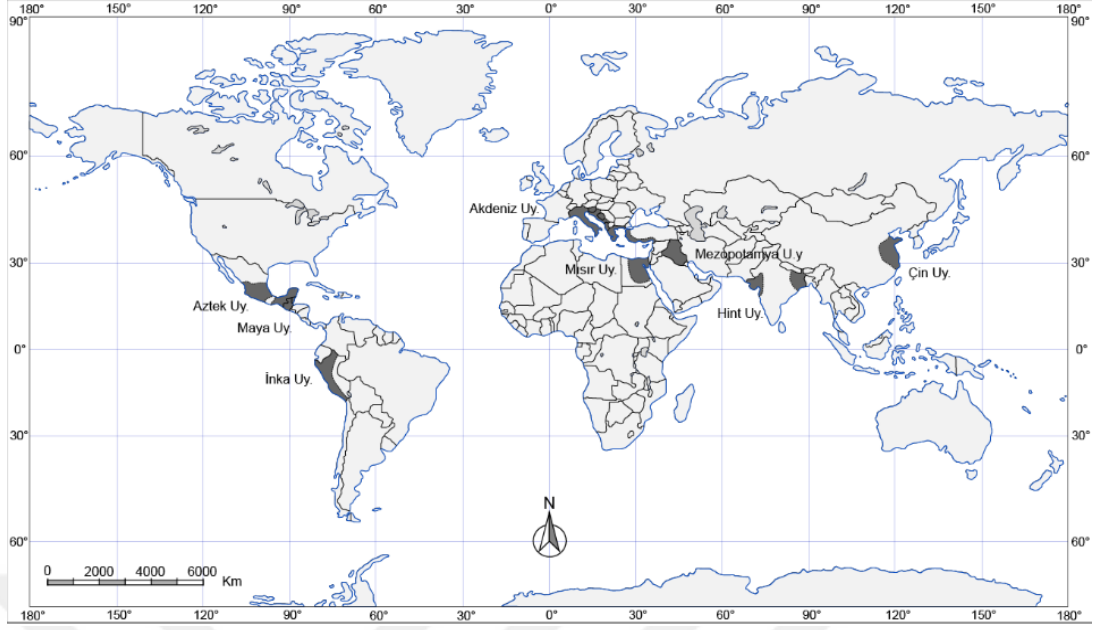 180° 150° 120° 90° 60° 30° 0° 30° 60° 90° 120° 150° 180°
90° 90°
60° 60°
Akdeniz Uy.
Mezopotamya U.y
30° 30°
Mısır Uy.
Çin Uy.
Aztek Uy.
Hint Uy.
Maya Uy.
0° 0°
İnka Uy.
30° 30°
N
60° 60°
0 2000 4000 6000 Km
180° 150° 120° 90° 60° 30° 0° 30° 60° 90° 120° 150° 180°